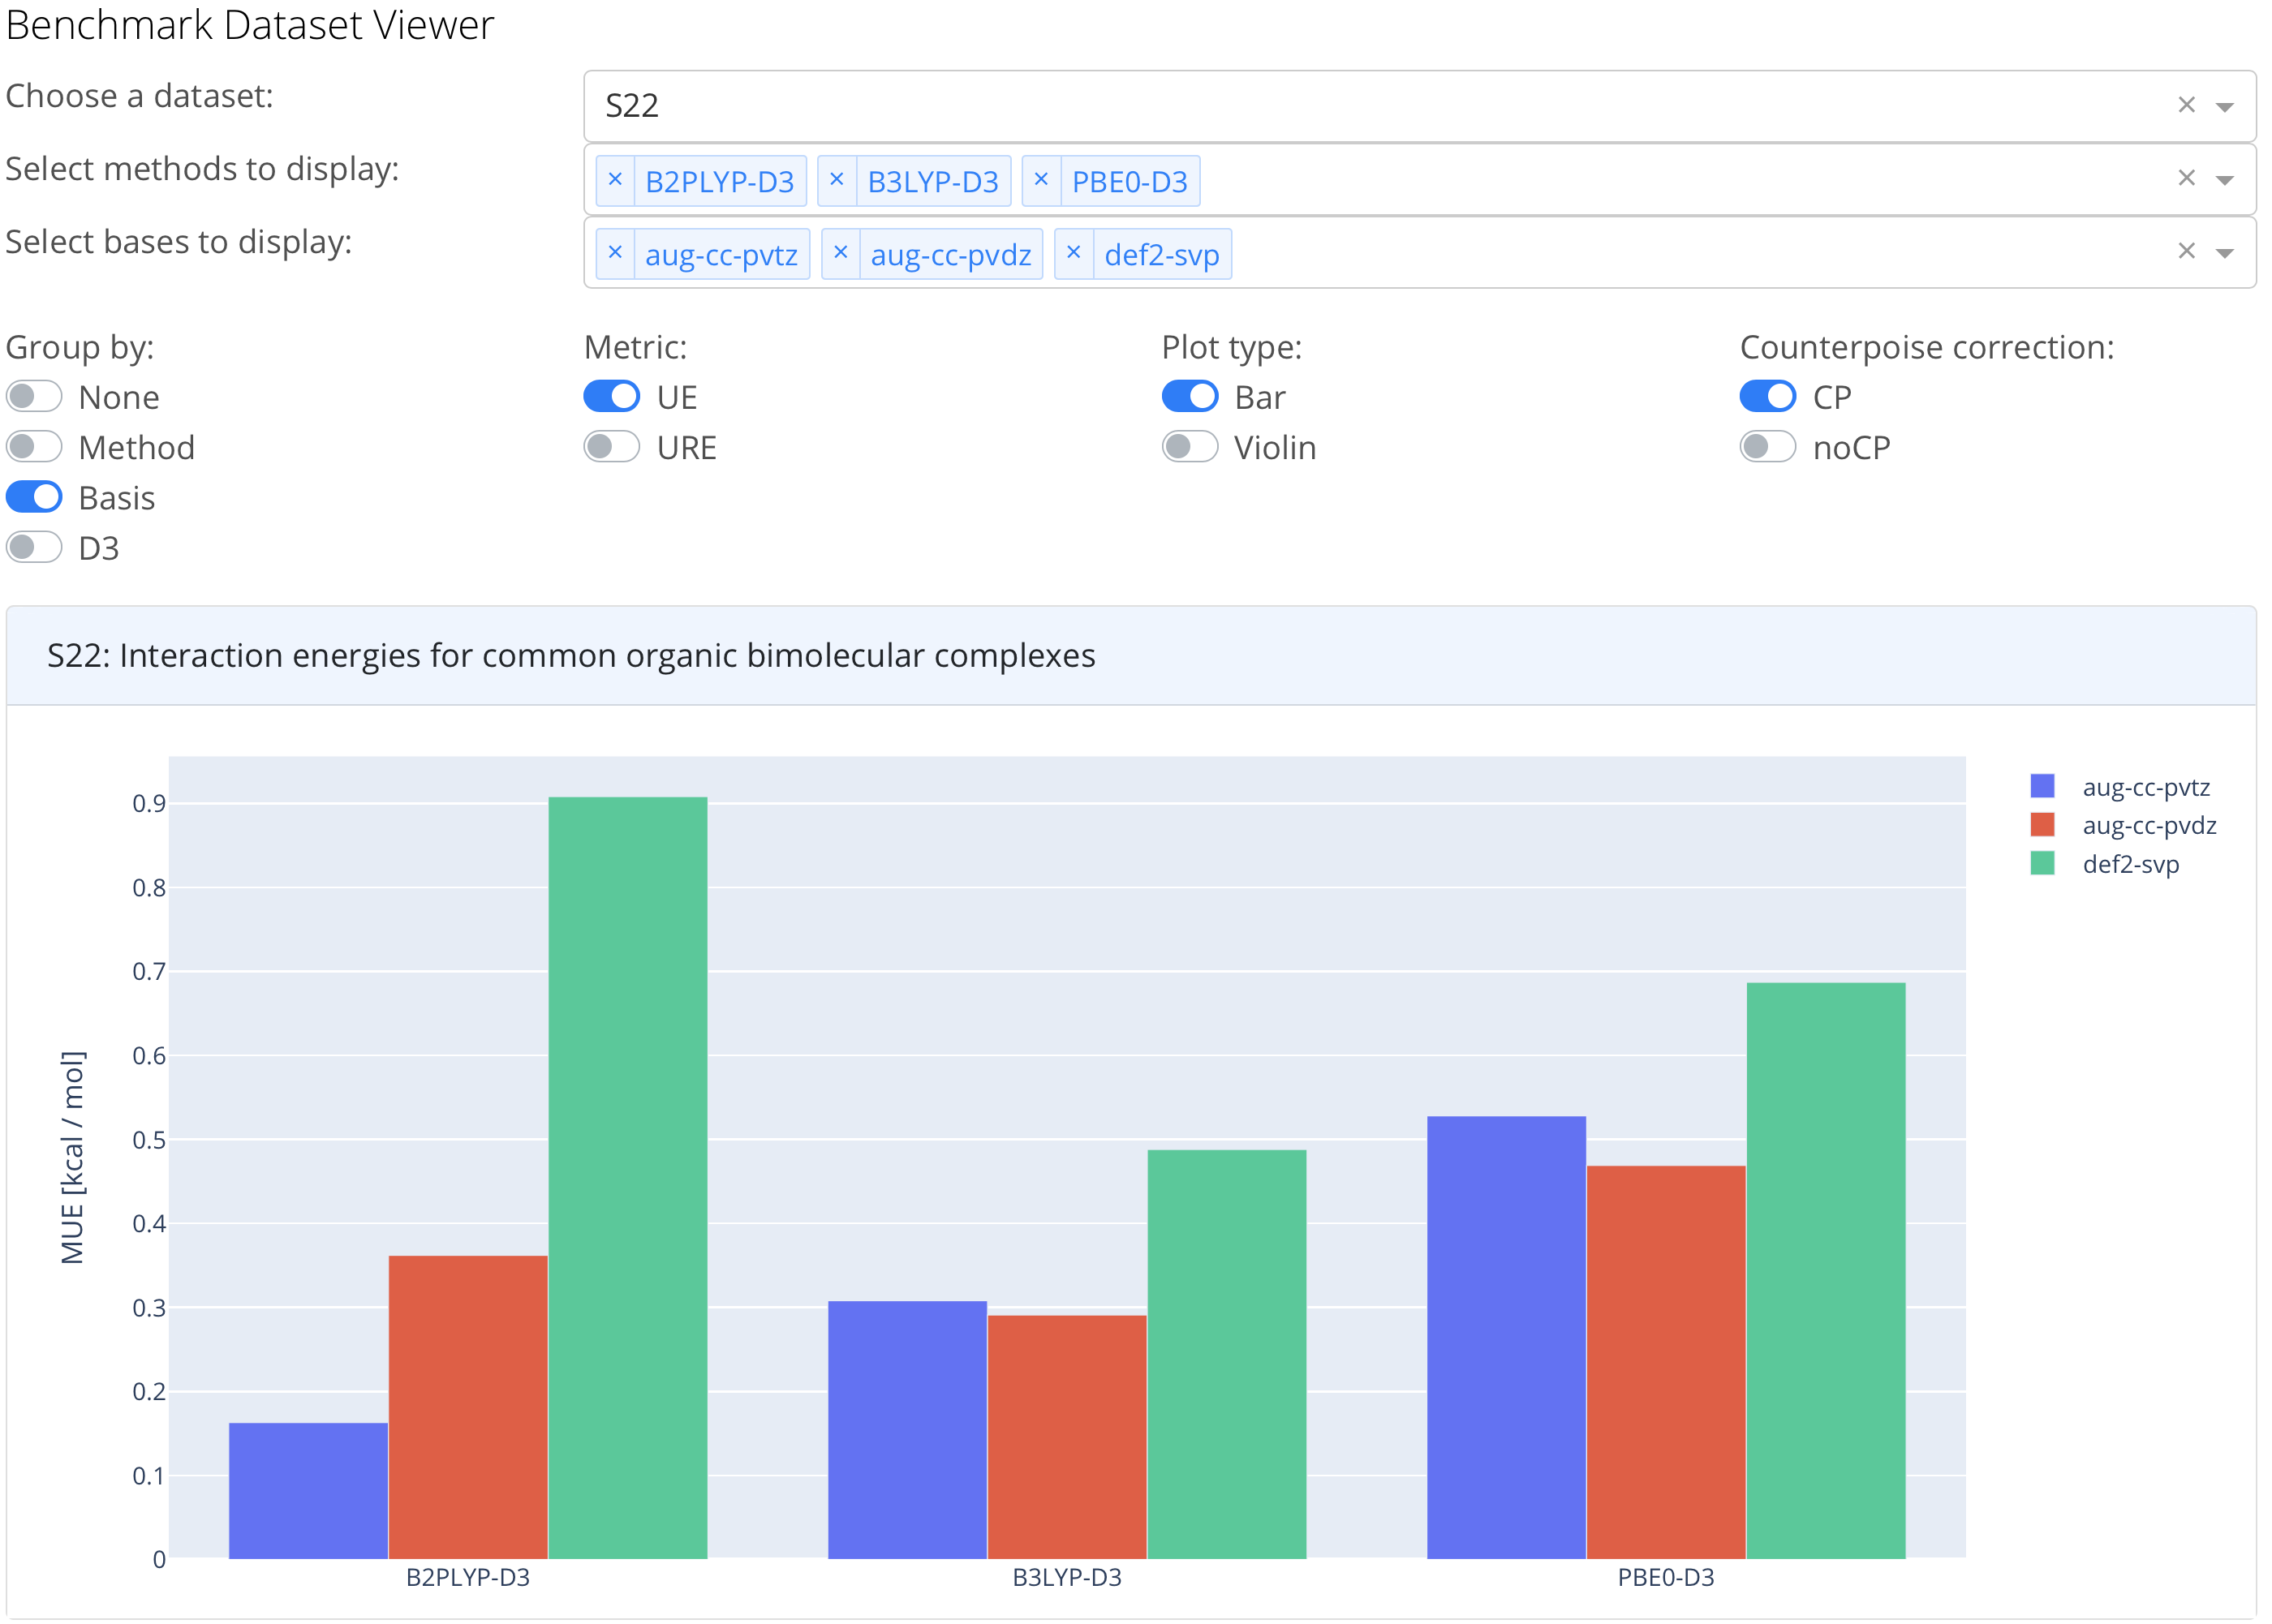 Benchmark Dataset Viewer
Choose a dataset:
S22
Select methods to display:
B2PLYP-D3 B3LYP-D3 PBE0-D3
Select bases to display:
aug-cc-pvtz aug-cc-pvdz def2-svp
Group by:
None
Method
Basis
D3
Metric:
UE
URE
Plot type:
Bar
Violin
Counterpoise correction:
CP
noCP
S22: Interaction energies for common organic bimolecular complexes
MUE [kcal / mol]
0.9
0.8
0.7
0.6
0.5
0.4
0.3
0.2
0.1
0
B2PLYP-D3 B3LYP-D3 PBE0-D3
aug-cc-pvtz
aug-cc-pvdz
def2-svp